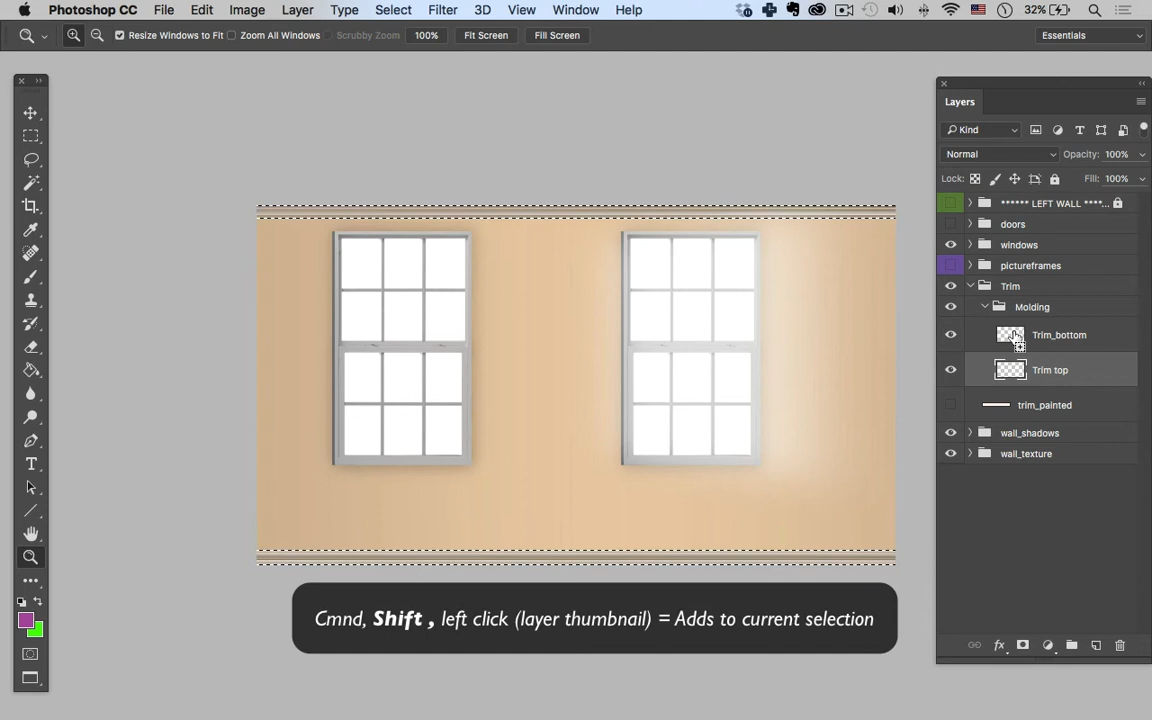 Photoshop CC File Edit Image Layer Type Select Filter 3D View Window Help 32%
Resize Windows to Fit Zoom All Windows Scrubby Zoom 100% Fit Screen Fill Screen Essentials
Layers
Kind
Normal Opacity: 100%
Lock: Fill: 100%
****** LEFT WALL ****...
doors
windows
pictureframes
Trim
Molding
Trim_bottom
Trim top
trim_painted
wall_shadows
wall_texture
Cmnd, Shift , left click (layer thumbnail) = Adds to current selection
fx